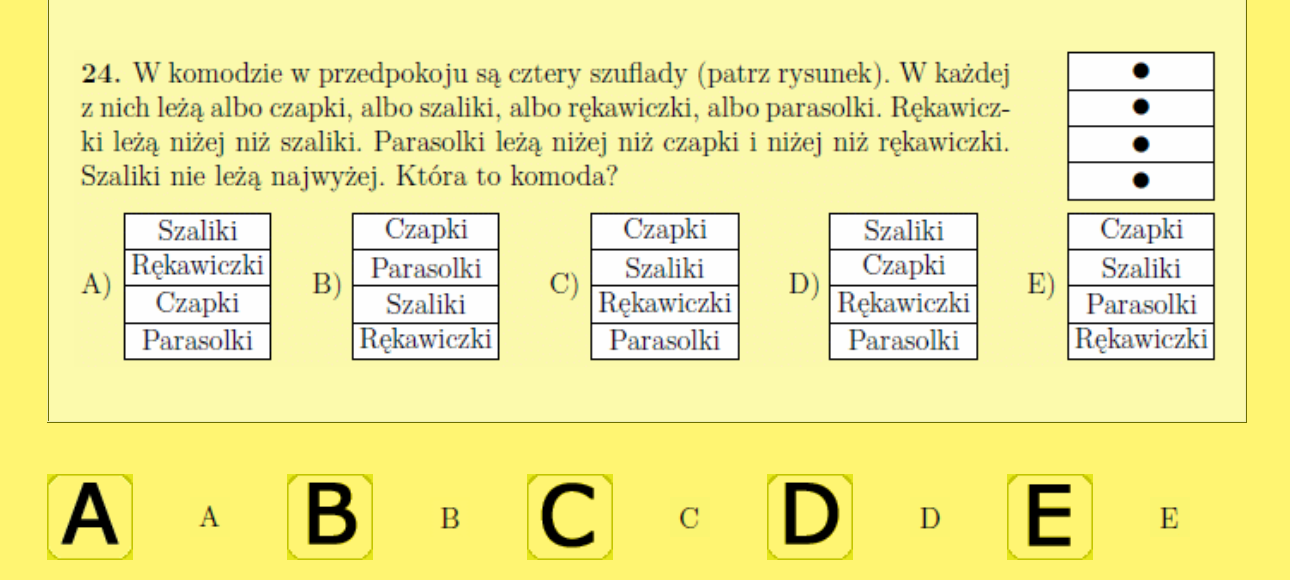 24. W komodzie w przedpokoju są cztery szuflady (patrz rysunek). W każdej
z nich leżą albo czapki, albo szaliki, albo rękawiczki, albo parasolki. Rękawicz-
ki leżą niżej niż szaliki. Parasolki leżą niżej niż czapki i niżej niż rękawiczki.
Szaliki nie leżą najwyżej. Która to komoda?
A)
Szaliki
Rękawiczki
Czapki
Parasolki
B)
Czapki
Parasolki
Szaliki
Rękawiczki
C)
Czapki
Szaliki
Rękawiczki
Parasolki
D)
Szaliki
Czapki
Rękawiczki
Parasolki
E)
Czapki
Szaliki
Parasolki
Rękawiczki
A A B B C C D D E E